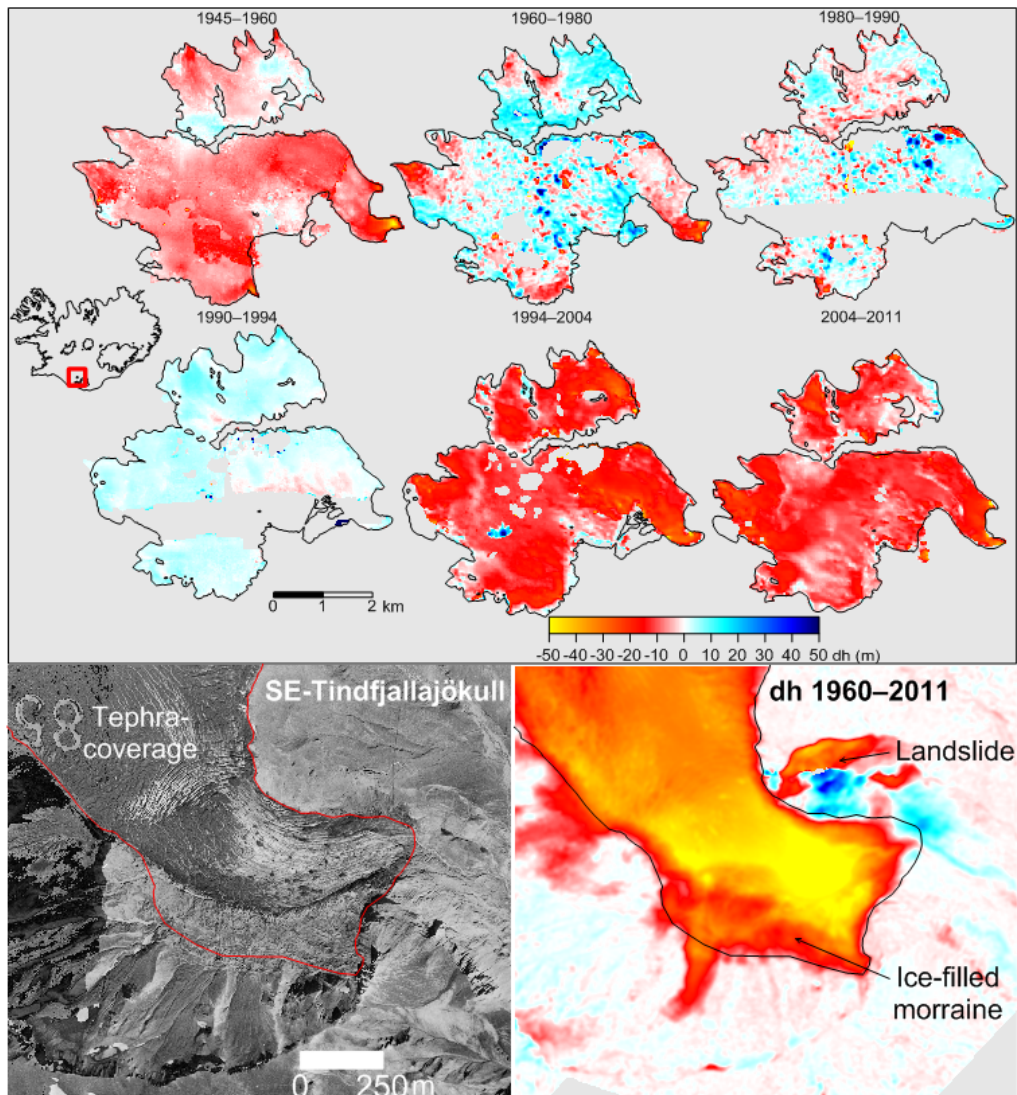 1945–1960
1960–1980
1980–1990
1990–1994
1994–2004
2004–2011
0 1 2 km
-50 -40 -30 -20 -10 0 10 20 30 40 50 dh (m)
SE-Tindfjallajökull
Tephra-
coverage
0 250 m
dh 1960–2011
Landslide
Ice-filled
morraine